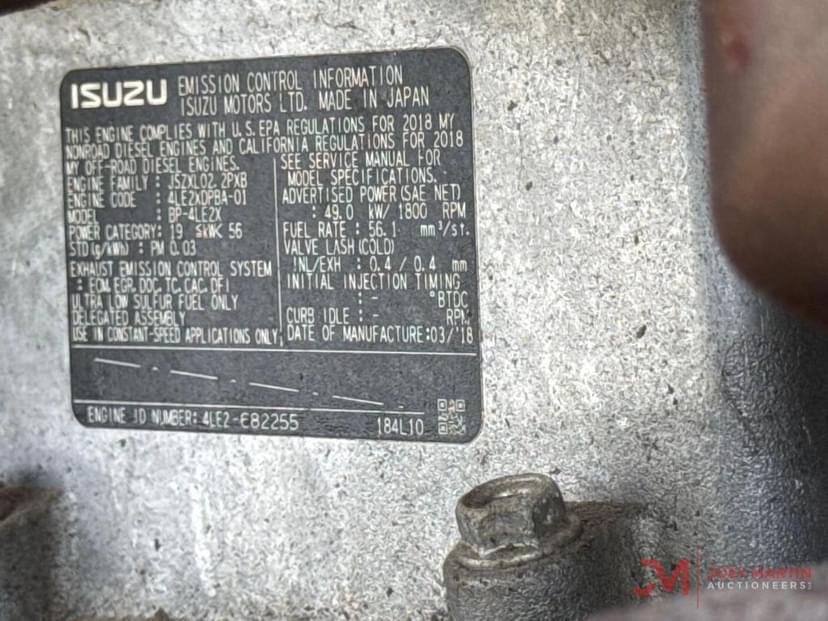 ISUZU EMISSION CONTROL INFORMATION
ISUZU MOTORS LTD. MADE IN JAPAN
THIS ENGINE COMPLIES WITH U.S.EPA REGULATIONS FOR 2018 MY
NONROAD DIESEL ENGINES AND CALIFORNIA REGULATIONS FOR 2018
MY OFF-ROAD DIESEL ENGINES.
ENGINE FAMILY : JSZXL02.2PXB
ENGINE CODE : 4LE2XDPBA-01
MODEL : BP-4LE2X
POWER CATEGORY: 19≤kW<56
STD(g/kWh) : PM 0.03
EXHAUST EMISSION CONTROL SYSTEM
: ECM, EGR, DOC, TC, CAC, DFI
ULTRA LOW SULFUR FUEL ONLY
DELEGATED ASSEMBLY
USE IN CONSTANT-SPEED APPLICATIONS ONLY
SEE SERVICE MANUAL FOR
MODEL SPECIFICATIONS.
ADVERTISED POWER(SAE NET)
: 49.0 kW/ 1800 RPM
FUEL RATE : 56.1 mm³/st.
VALVE LASH(COLD)
INL/EXH : 0.4 / 0.4 mm
INITIAL INJECTION TIMING
: - °BTDC
CURB IDLE : - RPM
DATE OF MANUFACTURE:03/'18
ENGINE ID NUMBER: 4LE2-EB2255
184L10
JM JOEY MARTIN
AUCTIONEERS